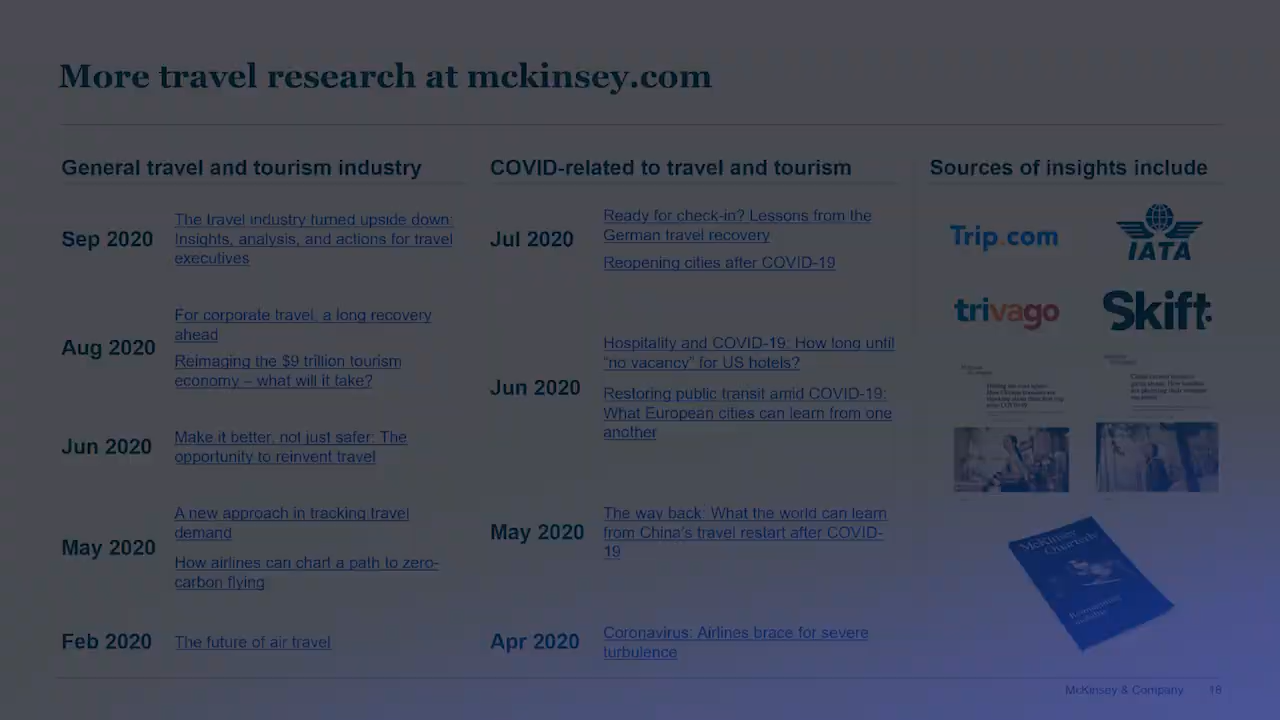 More travel research at mckinsey.com
General travel and tourism industry
Sep 2020
The travel industry turned upside down:
Insights, analysis, and actions for travel
executives
Aug 2020
For corporate travel, a long recovery
ahead
Reimaging the $9 trillion tourism
economy – what will it take?
Jun 2020
Make it better, not just safer: The
opportunity to reinvent travel
May 2020
A new approach in tracking travel
demand
How airlines can chart a path to zero-
carbon flying
Feb 2020
The future of air travel
COVID-related to travel and tourism
Jul 2020
Ready for check-in? Lessons from the
German travel recovery
Reopening cities after COVID-19
Jun 2020
Hospitality and COVID-19: How long until
“no vacancy” for US hotels?
Restoring public transit amid COVID-19:
What European cities can learn from one
another
May 2020
The way back: What the world can learn
from China’s travel restart after COVID-
19
Apr 2020
Coronavirus: Airlines brace for severe
turbulence
Sources of insights include
Trip.com
IATA
trivago
Skift.
McKinsey
Quarterly
McKinsey & Company
18